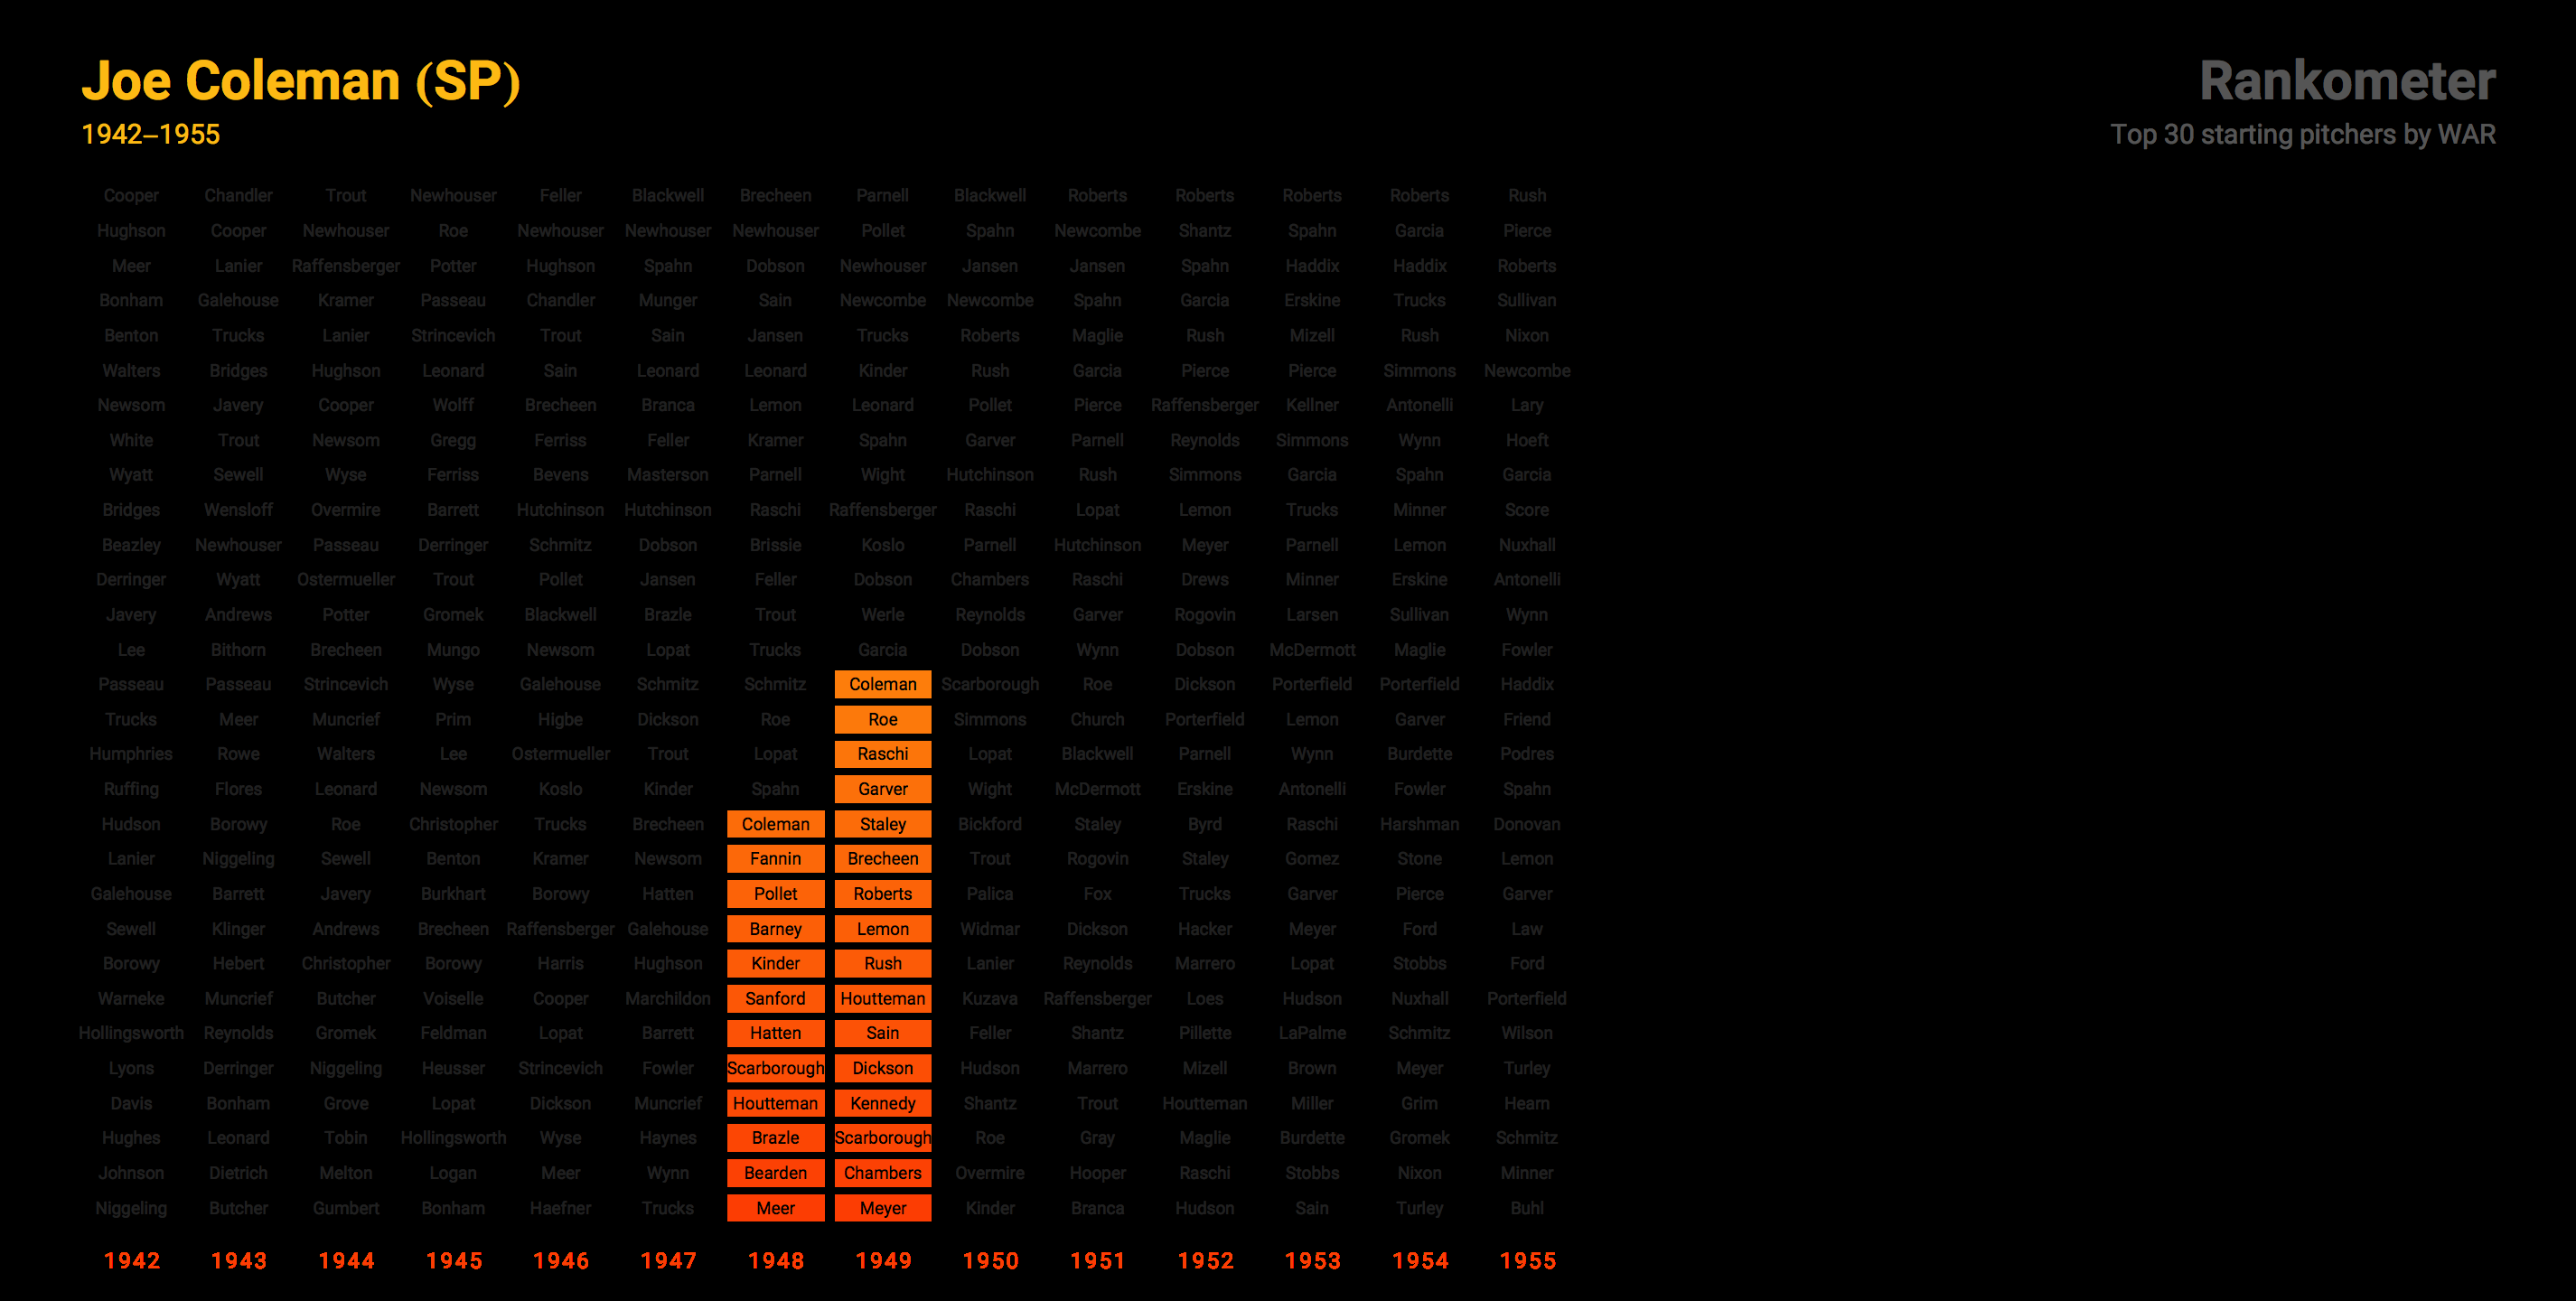 Joe Coleman (SP)
1942–1955
Rankometer
Top 30 starting pitchers by WAR
Cooper Chandler Trout Newhouser Feller Blackwell Brecheen Parnell Blackwell Roberts Roberts Roberts Roberts Rush
Hughson Cooper Newhouser Roe Newhouser Newhouser Newhouser Pollet Spahn Newcombe Shantz Spahn Garcia Pierce
Meer Lanier Raffensberger Potter Hughson Spahn Dobson Newhouser Jansen Jansen Spahn Haddix Haddix Roberts
Bonham Galehouse Kramer Passeau Chandler Munger Sain Newcombe Newcombe Spahn Garcia Erskine Trucks Sullivan
Benton Trucks Lanier Strincevich Trout Sain Jansen Trucks Roberts Maglie Rush Mizell Rush Nixon
Walters Bridges Hughson Leonard Sain Leonard Leonard Kinder Rush Garcia Pierce Pierce Simmons Newcombe
Newsom Javery Cooper Wolff Brecheen Branca Lemon Leonard Pollet Pierce Raffensberger Kellner Antonelli Lary
White Trout Newsom Gregg Ferriss Feller Kramer Spahn Garver Parnell Reynolds Simmons Wynn Hoeft
Wyatt Sewell Wyse Ferriss Bevens Masterson Parnell Wight Hutchinson Rush Simmons Garcia Spahn Garcia
Bridges Wensloff Overmire Barrett Hutchinson Hutchinson Raschi Raffensberger Raschi Lopat Lemon Trucks Minner Score
Beazley Newhouser Passeau Derringer Schmitz Dobson Brissie Koslo Parnell Hutchinson Meyer Parnell Lemon Nuxhall
Derringer Wyatt Ostermueller Trout Pollet Jansen Feller Dobson Chambers Raschi Drews Minner Erskine Antonelli
Javery Andrews Potter Gromek Blackwell Brazle Trout Werle Reynolds Garver Rogovin Larsen Sullivan Wynn
Lee Bithorn Brecheen Mungo Newsom Lopat Trucks Garcia Dobson Wynn Dobson McDermott Maglie Fowler
Passeau Passeau Strincevich Wyse Galehouse Schmitz Schmitz Coleman Scarborough Roe Dickson Porterfield Porterfield Haddix
Trucks Meer Muncrief Prim Higbe Dickson Roe Roe Simmons Church Porterfield Lemon Garver Friend
Humphries Rowe Walters Lee Ostermueller Trout Lopat Raschi Lopat Blackwell Parnell Wynn Burdette Podres
Ruffing Flores Leonard Newsom Koslo Kinder Spahn Garver Wight McDermott Erskine Antonelli Fowler Spahn
Hudson Borowy Roe Christopher Trucks Brecheen Coleman Staley Bickford Staley Byrd Raschi Harshman Donovan
Lanier Niggeling Sewell Benton Kramer Newsom Fannin Brecheen Trout Rogovin Staley Gomez Stone Lemon
Galehouse Barrett Javery Burkhart Borowy Hatten Pollet Roberts Palica Fox Trucks Garver Pierce Garver
Sewell Klinger Andrews Brecheen Raffensberger Galehouse Barney Lemon Widmar Dickson Hacker Meyer Ford Law
Borowy Hebert Christopher Borowy Harris Hughson Kinder Rush Lanier Reynolds Marrero Lopat Stobbs Ford
Warneke Muncrief Butcher Voiselle Cooper Marchildon Sanford Houtteman Kuzava Raffensberger Loes Hudson Nuxhall Porterfield
Hollingsworth Reynolds Gromek Feldman Lopat Barrett Hatten Sain Feller Shantz Pillette LaPalme Schmitz Wilson
Lyons Derringer Niggeling Heusser Strincevich Fowler Scarborough Dickson Hudson Marrero Mizell Brown Meyer Turley
Davis Bonham Grove Lopat Dickson Muncrief Houtteman Kennedy Shantz Trout Houtteman Miller Grim Hearn
Hughes Leonard Tobin Hollingsworth Wyse Haynes Brazle Scarborough Roe Gray Maglie Burdette Gromek Schmitz
Johnson Dietrich Melton Logan Meer Wynn Bearden Chambers Overmire Hooper Raschi Stobbs Nixon Minner
Niggeling Butcher Gumbert Bonham Haefner Trucks Meer Meyer Kinder Branca Hudson Sain Turley Buhl
1942 1943 1944 1945 1946 1947 1948 1949 1950 1951 1952 1953 1954 1955